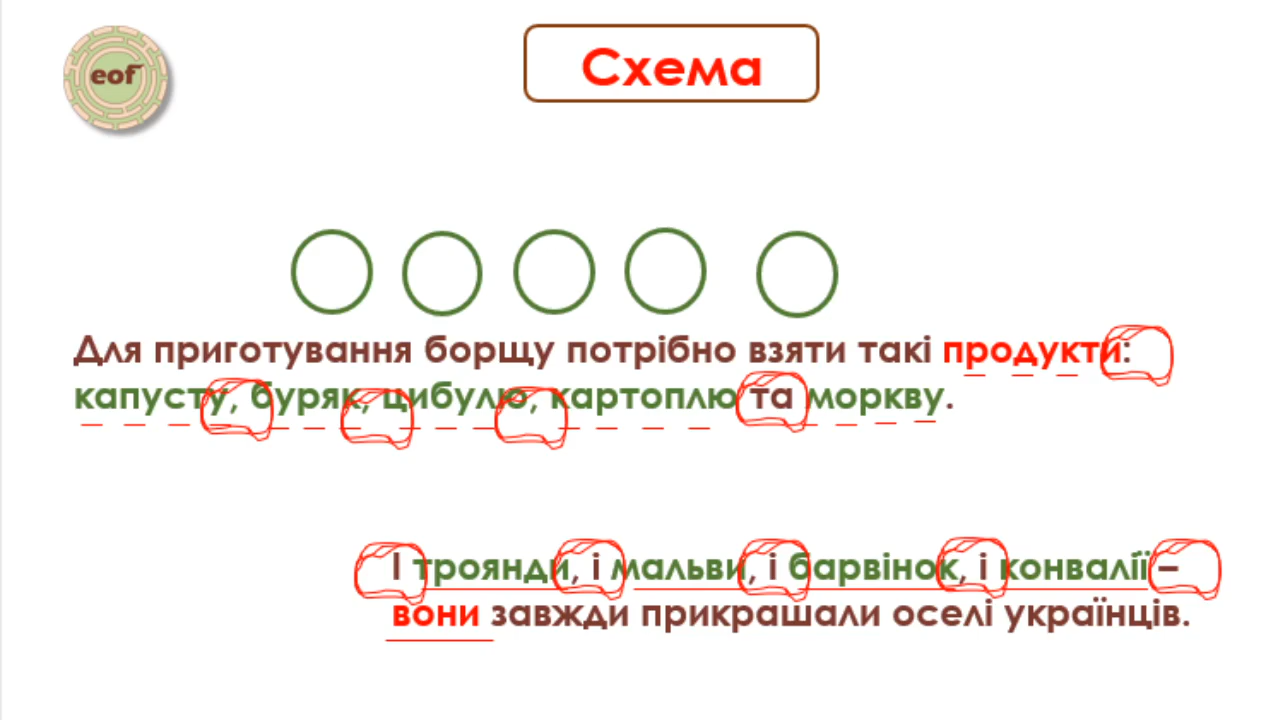 eof
Схема
Для приготування борщу потрібно взяти такі продукти:
капусту, буряк, цибулю, картоплю та моркву.
І троянди, і мальви, і барвінок, і конвалії –
вони завжди прикрашали оселі українців.